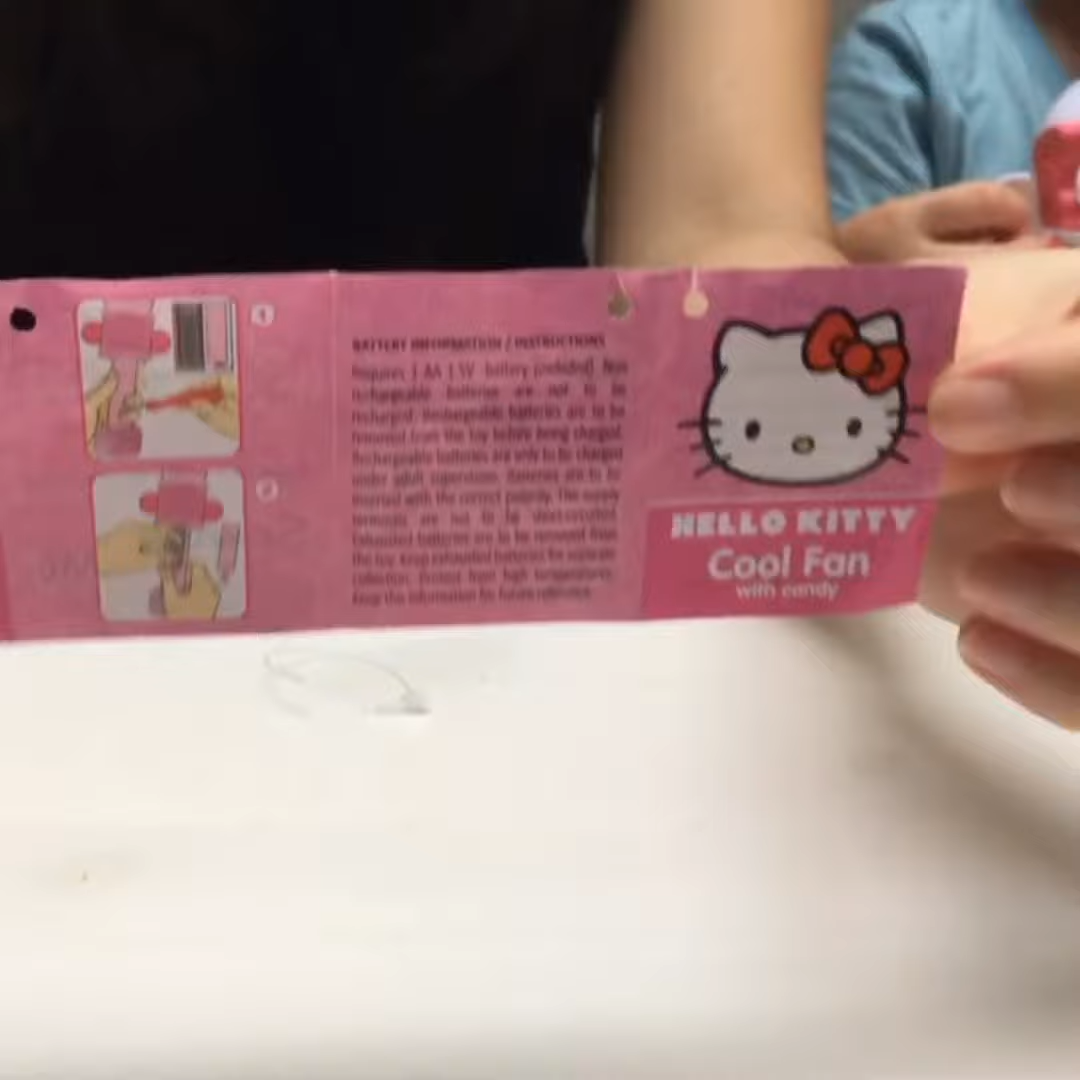 BATTERY INFORMATION / INSTRUCTIONS
Requires 1 AA 1.5V battery (included). Non
rechargeable batteries are not to be
recharged. Rechargeable batteries are to be
removed from the toy before being charged.
Rechargeable batteries are only to be charged
under adult supervision. Batteries are to be
inserted with the correct polarity. The supply
terminals are not to be short-circuited.
Exhausted batteries are to be removed from
the toy. Keep exhausted batteries for separate
collection. Protect from high temperatures.
Keep this information for future reference.
HELLO KITTY
Cool Fan
with candy